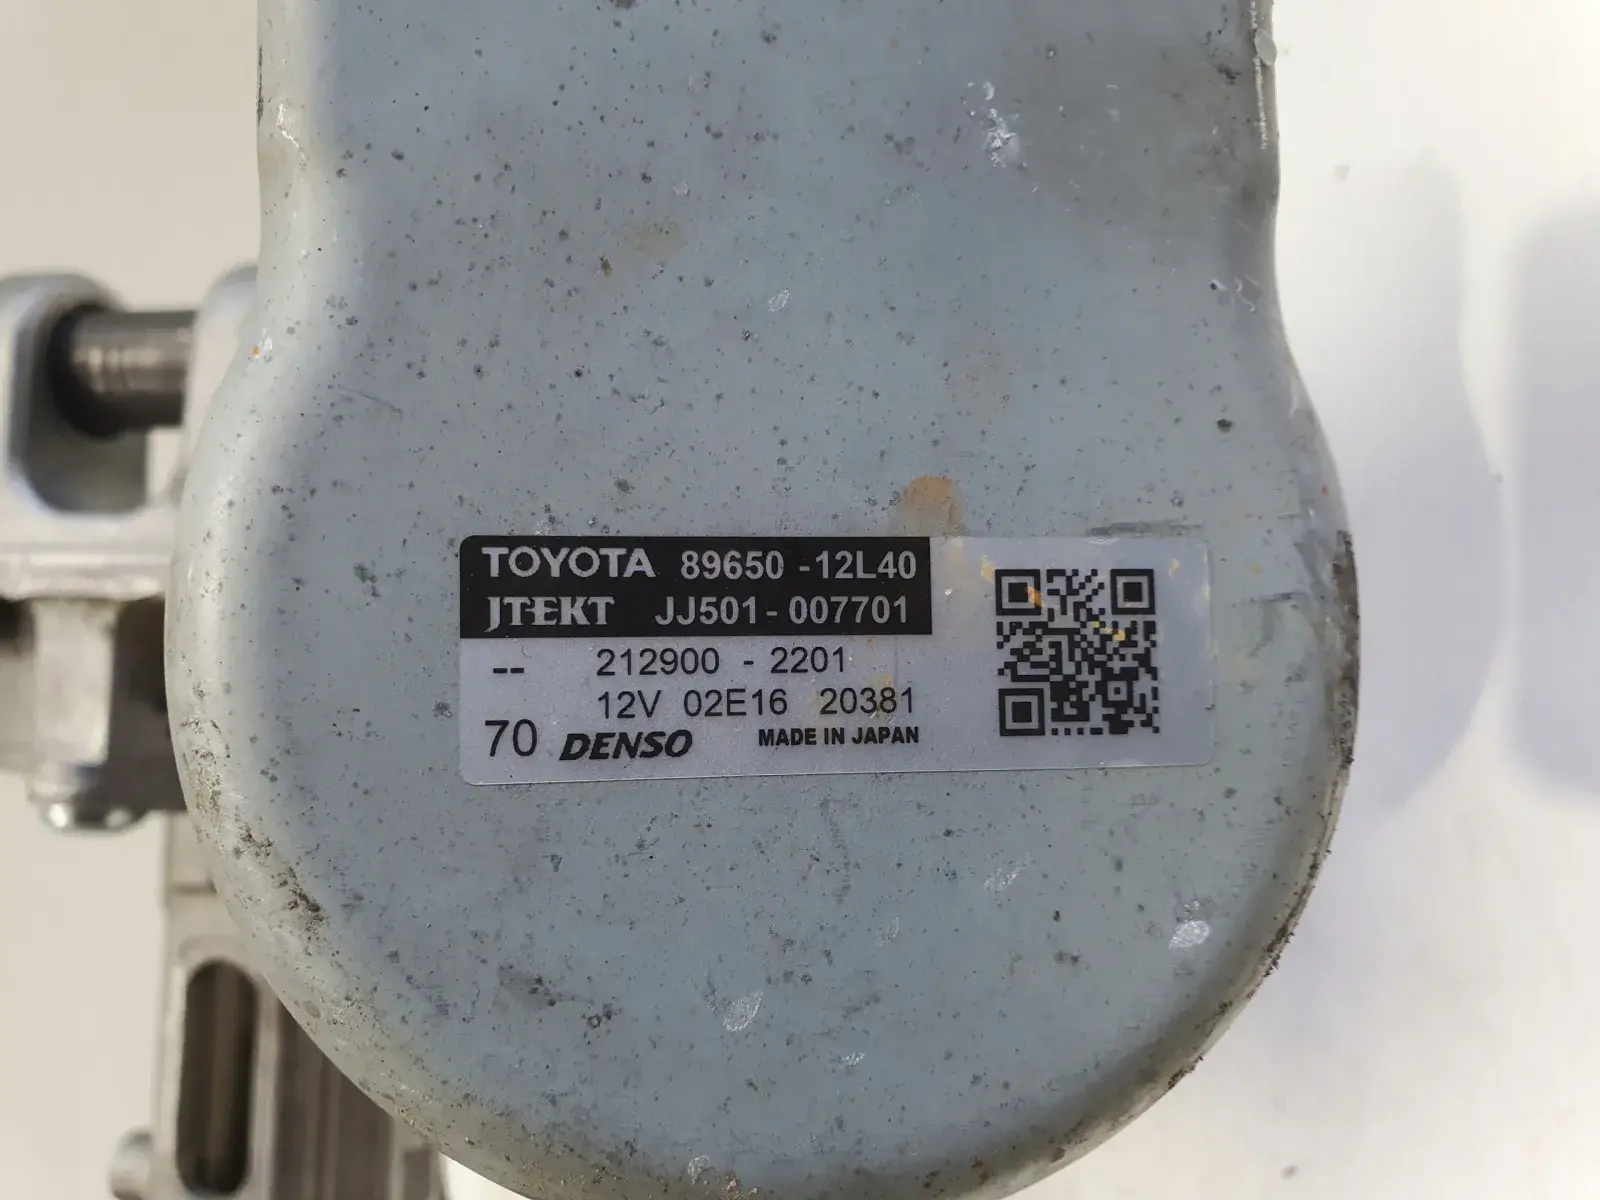 TOYOTA 89650 -12L40
JTEKT JJ501- 007701
-- 212900 - 2201
12V 02E16 20381
70 DENSO MADE IN JAPAN